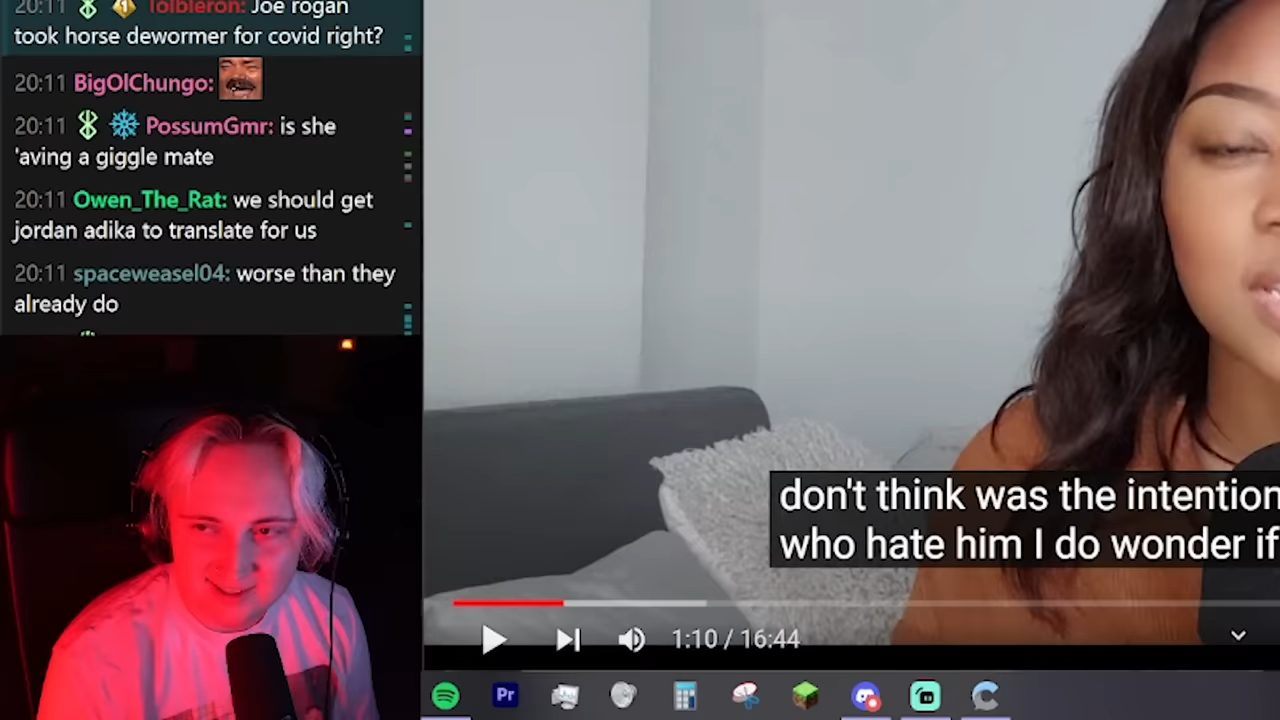 20:11 Tolbleron: Joe rogan
took horse dewormer for covid right?
20:11 BigOlChungo:
20:11 PossumGmr: is she
'aving a giggle mate
20:11 Owen_The_Rat: we should get
jordan adika to translate for us
20:11 spaceweasel04: worse than they
already do
don't think was the intention
who hate him I do wonder if
1:10 / 16:44
Pr